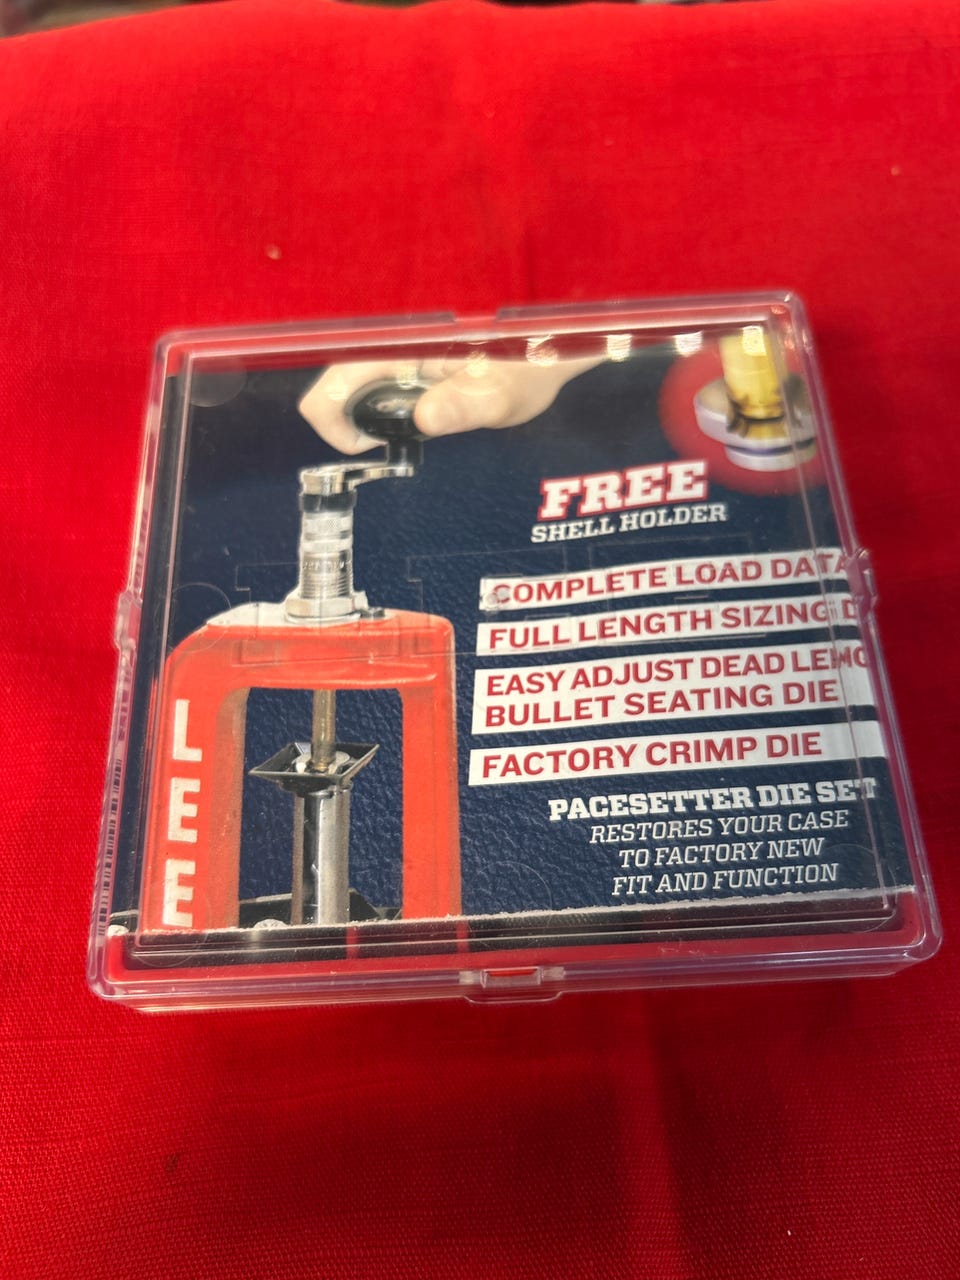 FREE
SHELL HOLDER
COMPLETE LOAD DATA
FULL LENGTH SIZING D
EASY ADJUST DEAD LENG
BULLET SEATING DIE
FACTORY CRIMP DIE
PACESETTER DIE SET
RESTORES YOUR CASE
TO FACTORY NEW
FIT AND FUNCTION
LEE